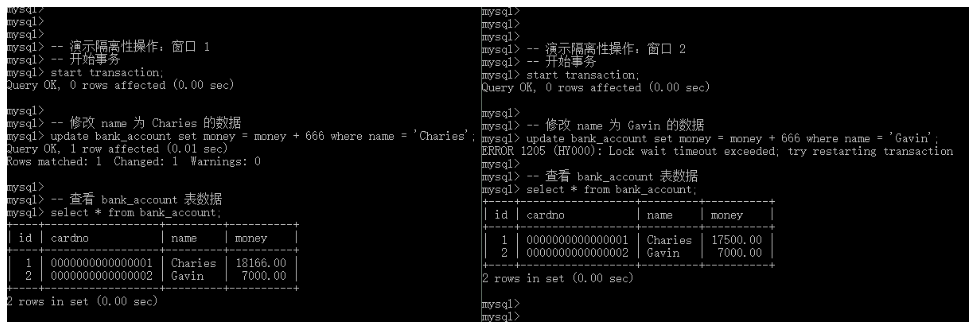 mysql>
mysql>
mysql>
mysql> -- 演示隔离性操作：窗口 1
mysql> -- 开始事务
mysql> start transaction;
Query OK, 0 rows affected (0.00 sec)
mysql>
mysql> -- 修改 name 为 Charies 的数据
mysql> update bank_account set money = money + 666 where name = 'Charies';
Query OK, 1 row affected (0.01 sec)
Rows matched: 1  Changed: 1  Warnings: 0
mysql>
mysql> -- 查看 bank_account 表数据
mysql> select * from bank_account;
+----+------------------+---------+----------+
| id | cardno           | name    | money    |
+----+------------------+---------+----------+
|  1 | 0000000000000001 | Charies | 18166.00 |
|  2 | 0000000000000002 | Gavin   |  7000.00 |
+----+------------------+---------+----------+
2 rows in set (0.00 sec)
mysql>
mysql>
mysql>
mysql> -- 演示隔离性操作：窗口 2
mysql> -- 开始事务
mysql> start transaction;
Query OK, 0 rows affected (0.00 sec)
mysql>
mysql> -- 修改 name 为 Gavin 的数据
mysql> update bank_account set money = money + 666 where name = 'Gavin';
ERROR 1205 (HY000): Lock wait timeout exceeded; try restarting transaction
mysql>
mysql> -- 查看 bank_account 表数据
mysql> select * from bank_account;
+----+------------------+---------+----------+
| id | cardno           | name    | money    |
+----+------------------+---------+----------+
|  1 | 0000000000000001 | Charies | 17500.00 |
|  2 | 0000000000000002 | Gavin   |  7000.00 |
+----+------------------+---------+----------+
2 rows in set (0.00 sec)
mysql>
mysql>